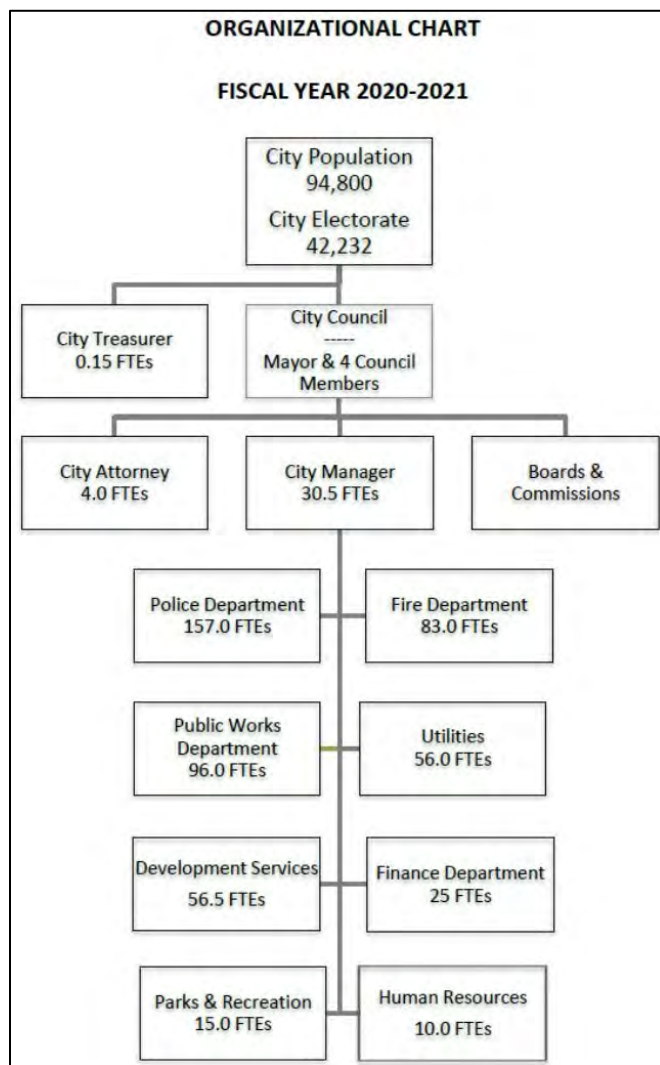 ORGANIZATIONAL CHART
FISCAL YEAR 2020-2021
City Population
94,800
City Electorate
42,232
City Treasurer
0.15 FTEs
City Council
-----
Mayor & 4 Council
Members
City Attorney
4.0 FTEs
City Manager
30.5 FTEs
Boards &
Commissions
Police Department
157.0 FTEs
Fire Department
83.0 FTEs
Public Works
Department
96.0 FTEs
Utilities
56.0 FTEs
Development Services
56.5 FTEs
Finance Department
25 FTEs
Parks & Recreation
15.0 FTEs
Human Resources
10.0 FTEs